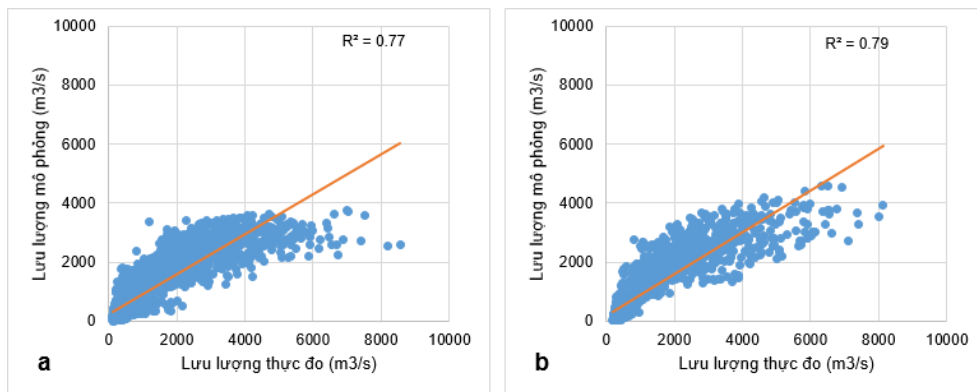 R² = 0.77
Lưu lượng mô phỏng (m3/s)
10000
8000
6000
4000
2000
0
0 2000 4000 6000 8000 10000
Lưu lượng thực đo (m3/s)
a
R² = 0.79
Lưu lượng mô phỏng (m3/s)
10000
8000
6000
4000
2000
0
0 2000 4000 6000 8000 10000
Lưu lượng thực đo (m3/s)
b